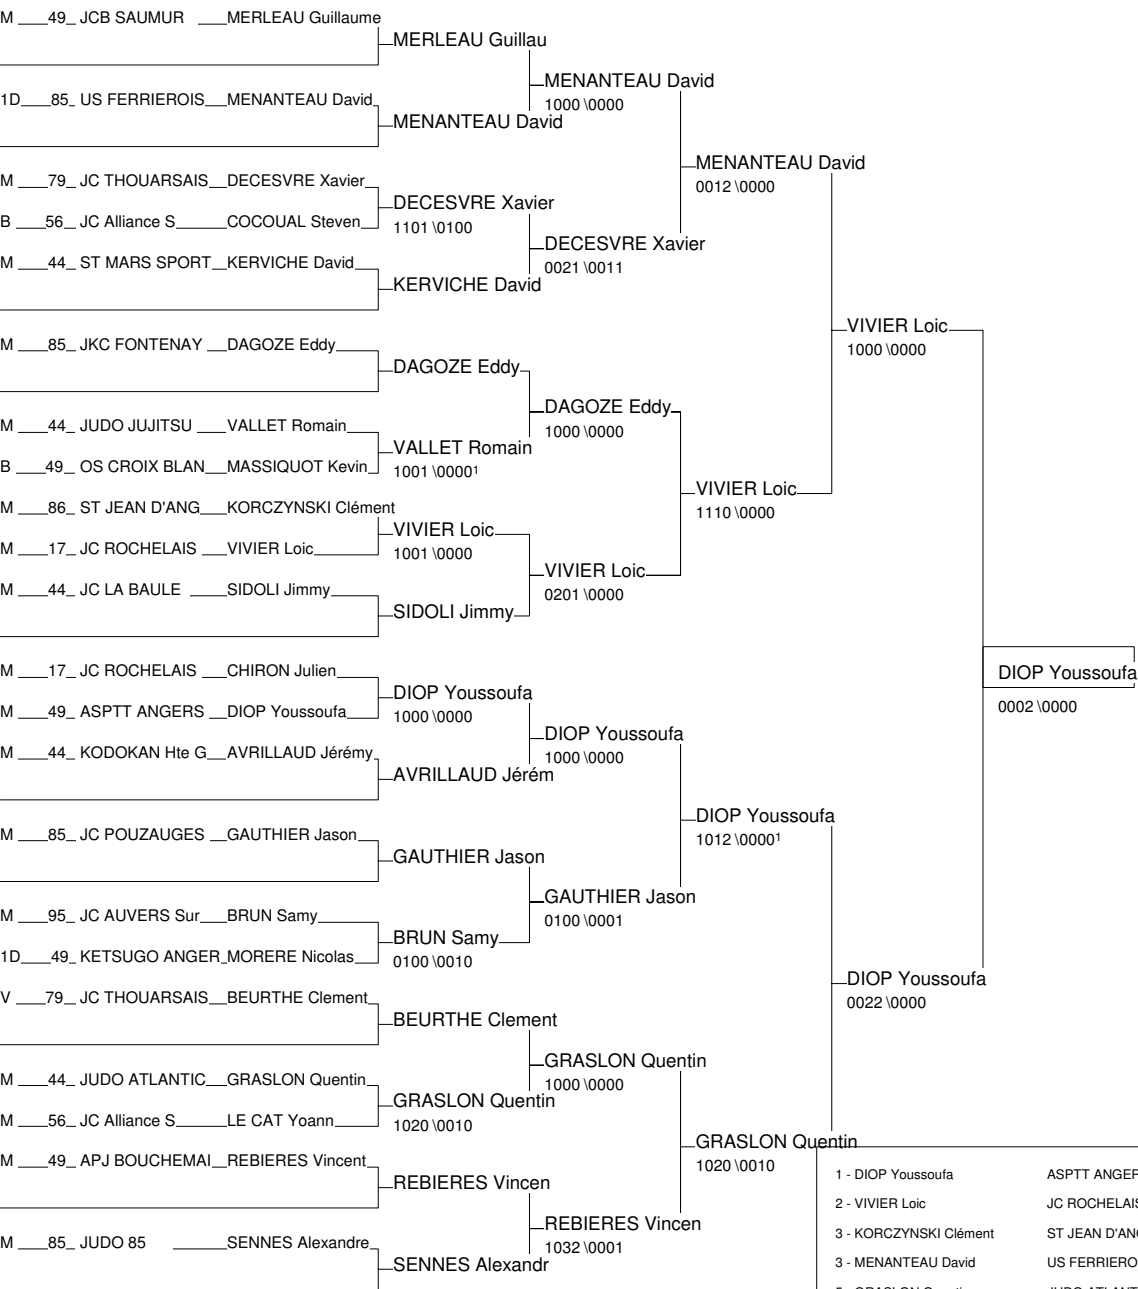 M 49 JCB SAUMUR MERLEAU Guillaume
MERLEAU Guillau
MENANTEAU David
1000 \0000
1D 85 US FERRIEROIS MENANTEAU David
MENANTEAU David
MENANTEAU David
0012 \0000
M 79 JC THOUARSAIS DECESVRE Xavier
DECESVRE Xavier
1101 \0100
B 56 JC Alliance S COCOUAL Steven
DECESVRE Xavier
0021 \0011
M 44 ST MARS SPORT KERVICHE David
KERVICHE David
VIVIER Loic
1000 \0000
M 85 JKC FONTENAY DAGOZE Eddy
DAGOZE Eddy
DAGOZE Eddy
1000 \0000
M 44 JUDO JUJITSU VALLET Romain
VALLET Romain
1001 \0000¹
B 49 OS CROIX BLAN MASSIQUOT Kevin
VIVIER Loic
1110 \0000
M 86 ST JEAN D'ANG KORCZYNSKI Clément
VIVIER Loic
1001 \0000
M 17 JC ROCHELAIS VIVIER Loic
VIVIER Loic
0201 \0000
M 44 JC LA BAULE SIDOLI Jimmy
SIDOLI Jimmy
DIOP Youssoufa
0002 \0000
M 17 JC ROCHELAIS CHIRON Julien
DIOP Youssoufa
1000 \0000
M 49 ASPTT ANGERS DIOP Youssoufa
DIOP Youssoufa
1000 \0000
M 44 KODOKAN Hte G AVRILLAUD Jérémy
AVRILLAUD Jérém
DIOP Youssoufa
1012 \0000¹
M 85 JC POUZAUGES GAUTHIER Jason
GAUTHIER Jason
GAUTHIER Jason
0100 \0001
M 95 JC AUVERS Sur BRUN Samy
BRUN Samy
0100 \0010
1D 49 KETSUGO ANGER MORERE Nicolas
DIOP Youssoufa
0022 \0000
V 79 JC THOUARSAIS BEURTHE Clement
BEURTHE Clement
GRASLON Quentin
1000 \0000
M 44 JUDO ATLANTIC GRASLON Quentin
GRASLON Quentin
1020 \0010
M 56 JC Alliance S LE CAT Yoann
GRASLON Quentin
1020 \0010
M 49 APJ BOUCHEMAI REBIERES Vincent
REBIERES Vincen
REBIERES Vincen
1032 \0001
M 85 JUDO 85 SENNES Alexandre
SENNES Alexandr
1 - DIOP Youssoufa ASPTT ANGER
2 - VIVIER Loic JC ROCHELAIS
3 - KORCZYNSKI Clément ST JEAN D'ANG
3 - MENANTEAU David US FERRIERO